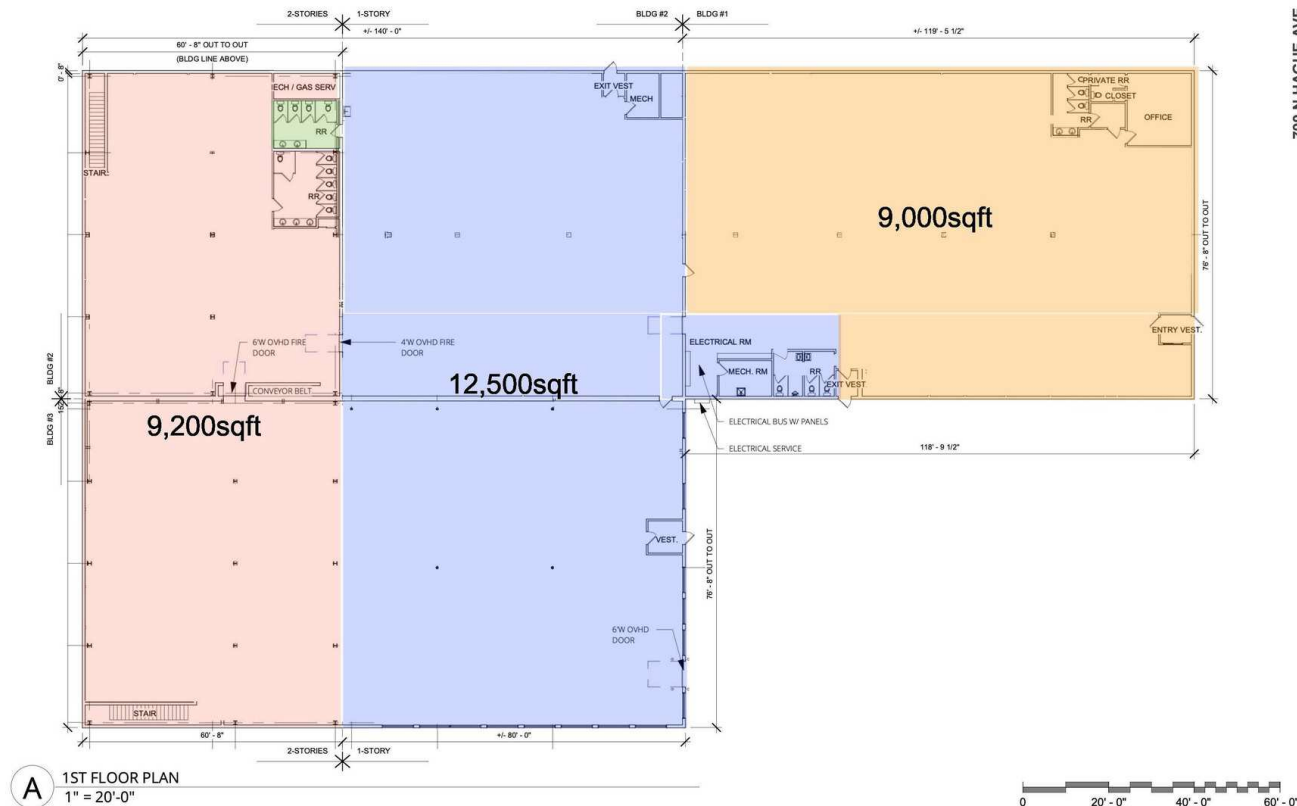 2-STORIES
1-STORY
BLDG #2
BLDG #1
+/- 140' - 0"
+/- 119' - 5 1/2"
60' - 8" OUT TO OUT
(BLDG LINE ABOVE)
0' - 8"
ECH / GAS SERV
RR
EXIT VEST
MECH
PRIVATE RR
CLOSET
RR
OFFICE
STAIR
RR
9,000sqft
76' - 8" OUT TO OUT
6'W OVHD FIRE
DOOR
4'W OVHD FIRE
DOOR
ELECTRICAL RM
ENTRY VEST.
BLDG #2
CONVEYOR BELT
12,500sqft
MECH. RM
RR
EXIT VEST
BLDG #3
9,200sqft
ELECTRICAL BUS W/ PANELS
ELECTRICAL SERVICE
118' - 9 1/2"
VEST.
76' - 8" OUT TO OUT
6'W OVHD
DOOR
STAIR
60' - 8"
+/- 80' - 0"
2-STORIES
1-STORY
A
1ST FLOOR PLAN
1" = 20'-0"
0
20' - 0"
40' - 0"
60' - 0"